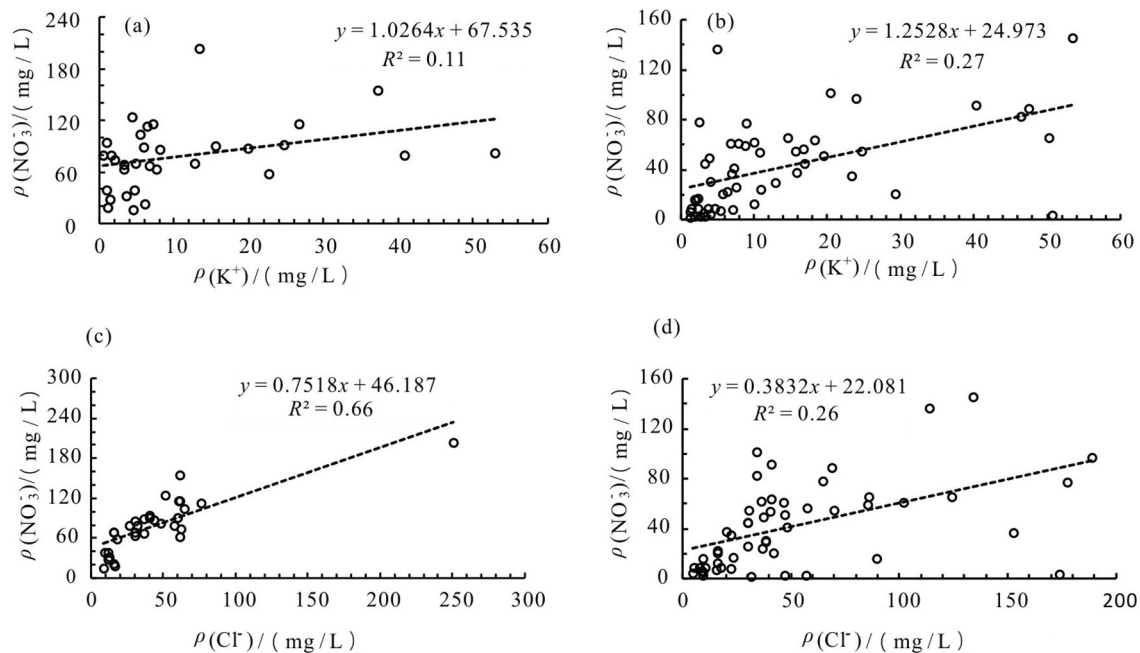 (a)
y = 1.0264x + 67.535
R² = 0.11
240
180
120
60
0
ρ(NO₃⁻)/( mg / L )
0 10 20 30 40 50 60
ρ(K⁺)/( mg/L )
(b)
y = 1.2528x + 24.973
R² = 0.27
160
120
80
40
0
ρ(NO₃⁻)/( mg / L )
0 10 20 30 40 50 60
ρ(K⁺)/( mg/L )
(c)
y = 0.7518x + 46.187
R² = 0.66
300
240
180
120
60
0
ρ(NO₃⁻)/( mg / L )
0 50 100 150 200 250 300
ρ(Cl⁻)/( mg/L )
(d)
y = 0.3832x + 22.081
R² = 0.26
160
120
80
40
0
ρ(NO₃⁻)/( mg / L )
0 50 100 150 200
ρ(Cl⁻)/( mg/L )